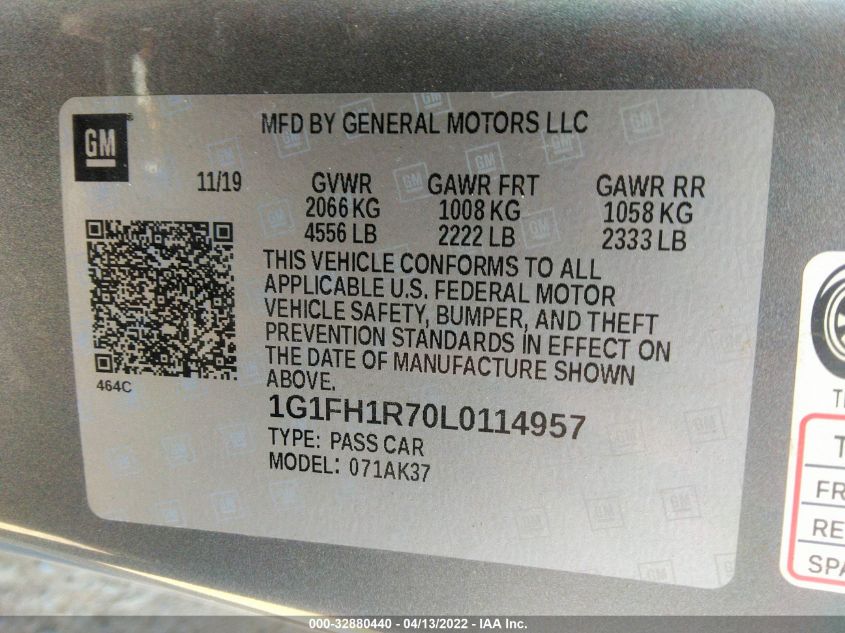 GM
MFD BY GENERAL MOTORS LLC
11/19 GVWR GAWR FRT GAWR RR
2066 KG 1008 KG 1058 KG
4556 LB 2222 LB 2333 LB
THIS VEHICLE CONFORMS TO ALL
APPLICABLE U.S. FEDERAL MOTOR
VEHICLE SAFETY, BUMPER, AND THEFT
PREVENTION STANDARDS IN EFFECT ON
THE DATE OF MANUFACTURE SHOWN
ABOVE.
464C
1G1FH1R70L0114957
TYPE: PASS CAR
MODEL: 071AK37
000-32880440 - 04/13/2022 - IAA Inc.